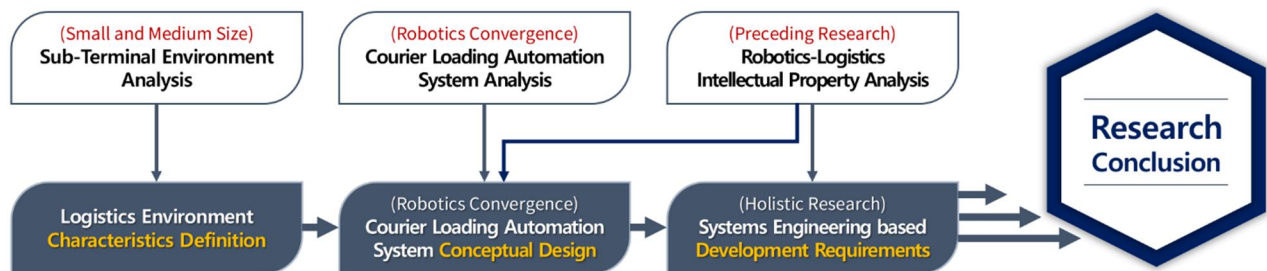 (Small and Medium Size)
Sub-Terminal Environment
Analysis
(Robotics Convergence)
Courier Loading Automation
System Analysis
(Preceding Research)
Robotics-Logistics
Intellectual Property Analysis
Research
Conclusion
Logistics Environment
Characteristics Definition
(Robotics Convergence)
Courier Loading Automation
System Conceptual Design
(Holistic Research)
Systems Engineering based
Development Requirements